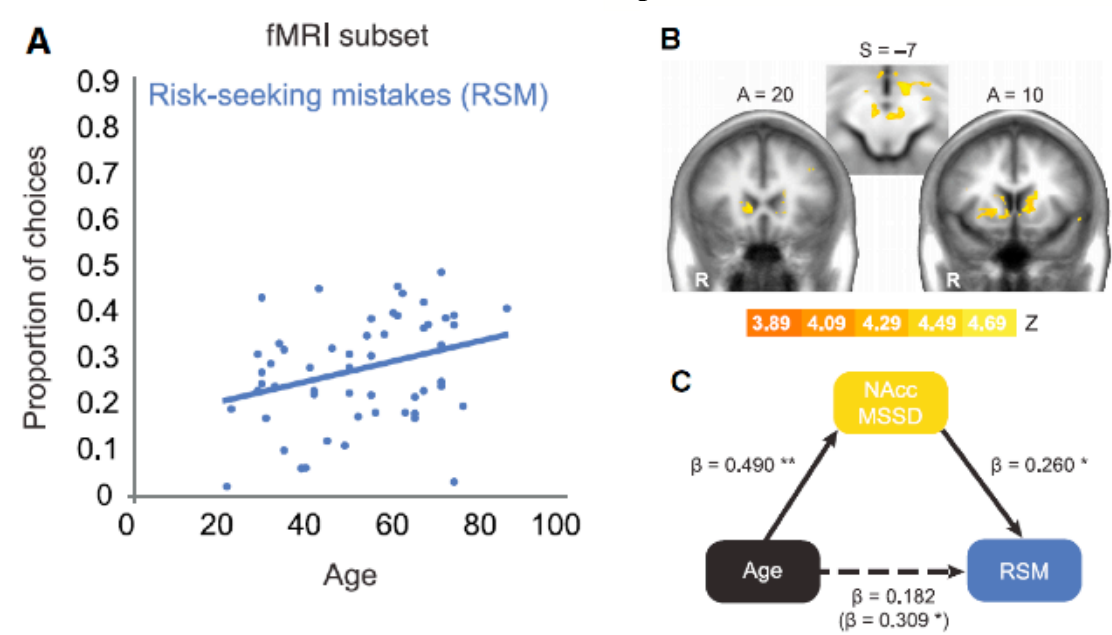 A
fMRI subset
Risk-seeking mistakes (RSM)
Proportion of choices
0.9
0.8
0.7
0.6
0.5
0.4
0.3
0.2
0.1
0
0 20 40 60 80 100
Age
B
S = –7
A = 20
A = 10
R
R
3.89 4.09 4.29 4.49 4.69 Z
C
NAcc
MSSD
β = 0.490 **
β = 0.260 *
Age
RSM
β = 0.182
(β = 0.309 *)